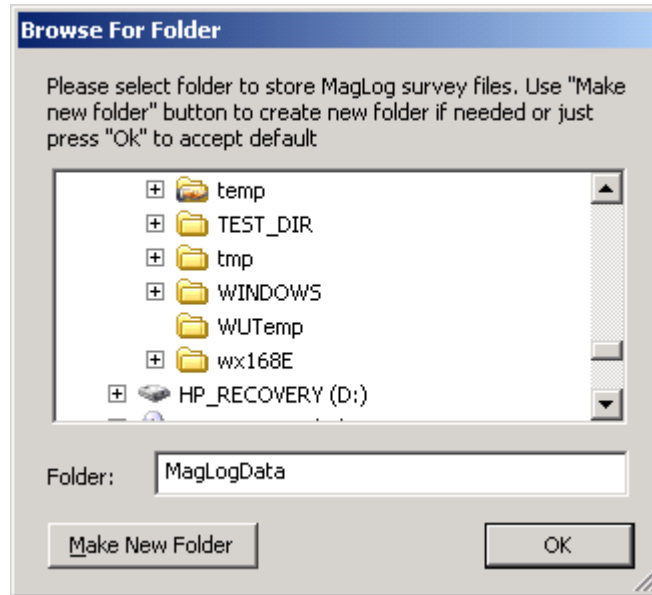 Browse For Folder
Please select folder to store MagLog survey files. Use "Make
new folder" button to create new folder if needed or just
press "Ok" to accept default
temp
TEST_DIR
tmp
WINDOWS
WUTemp
wx168E
HP_RECOVERY (D:)
Folder:
MagLogData
Make New Folder
OK